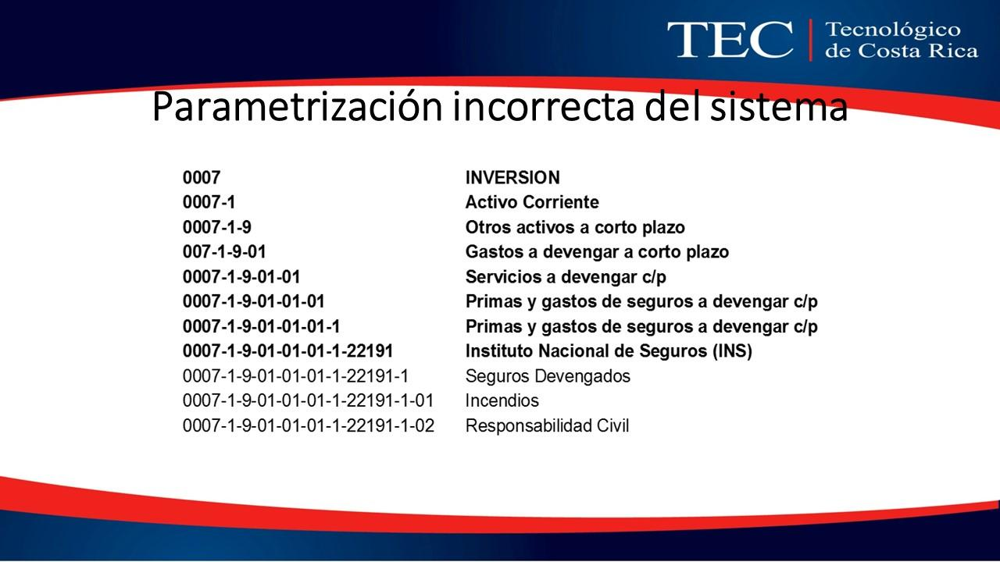 TEC | Tecnológico
de Costa Rica
Parametrización incorrecta del sistema
0007 INVERSION
0007-1 Activo Corriente
0007-1-9 Otros activos a corto plazo
007-1-9-01 Gastos a devengar a corto plazo
0007-1-9-01-01 Servicios a devengar c/p
0007-1-9-01-01-01 Primas y gastos de seguros a devengar c/p
0007-1-9-01-01-01-1 Primas y gastos de seguros a devengar c/p
0007-1-9-01-01-01-1-22191 Instituto Nacional de Seguros (INS)
0007-1-9-01-01-01-1-22191-1 Seguros Devengados
0007-1-9-01-01-01-1-22191-1-01 Incendios
0007-1-9-01-01-01-1-22191-1-02 Responsabilidad Civil